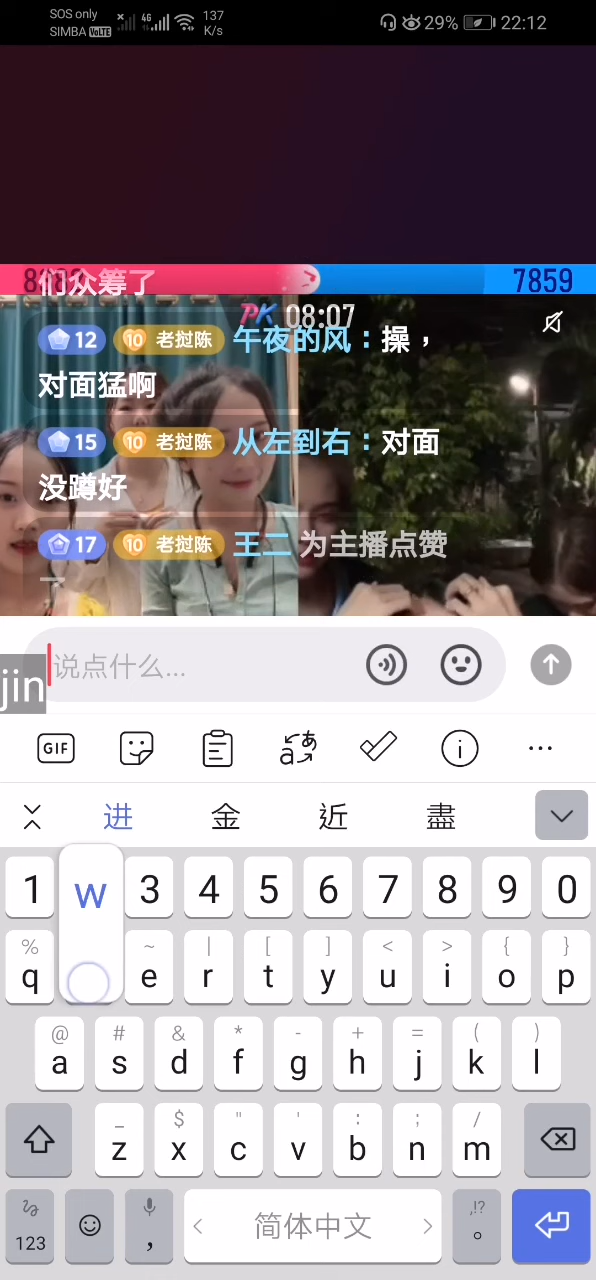 SOS only 4G 137
SIMBA VoLTE K/s 29% 22:12
们众筹了 7859
PK 08:07
12 10 老挝陈 午夜的风：操，
对面猛啊
15 10 老挝陈 从左到右：对面
没蹲好
17 10 老挝陈 王二 为主播点赞
说点什么...
jin
GIF aあ i ...
进 金 近 盡
1 w 3 4 5 6 7 8 9 0
% ~ | [ ] < > { }
q e r t y u i o p
@ # & * - + = ( )
a s d f g h j k l
_ $ " ' : ; /
z x c v b n m
,!?
123 , 简体中文 。